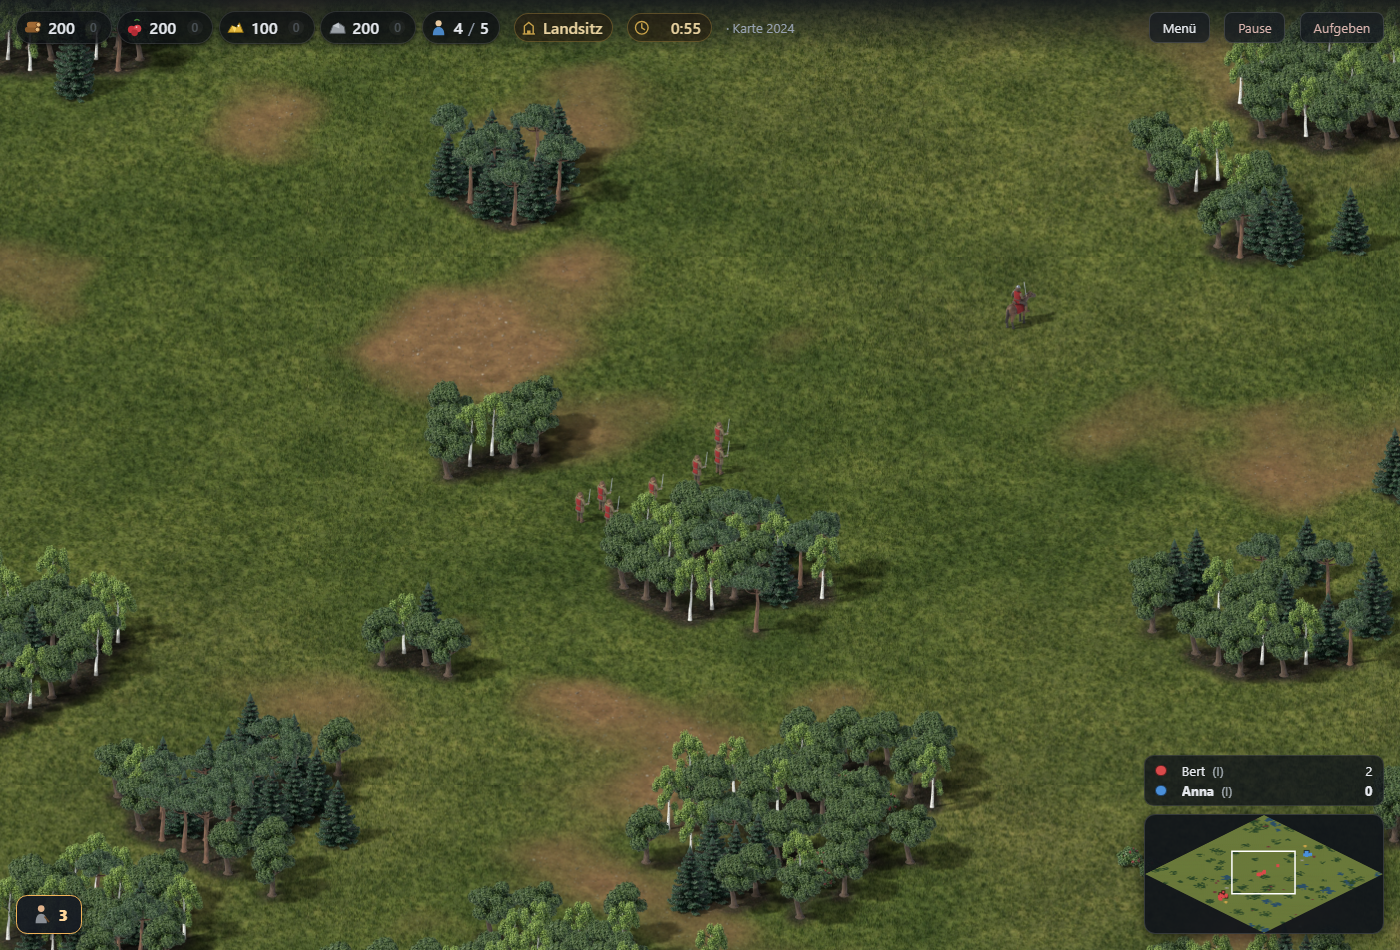 200 0 200 0 100 0 200 0 4 / 5 Landsitz 0:55 · Karte 2024 Menü Pause Aufgeben
Bert (I) 2
Anna (I) 0
3